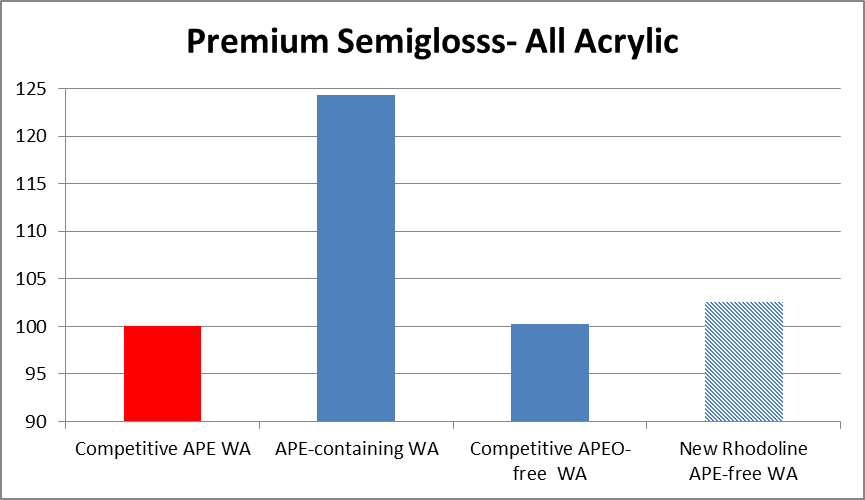 Premium Semiglosss- All Acrylic
125
120
115
110
105
100
95
90
Competitive APE WA
APE-containing WA
Competitive APEO-
free  WA
New Rhodoline
APE-free WA